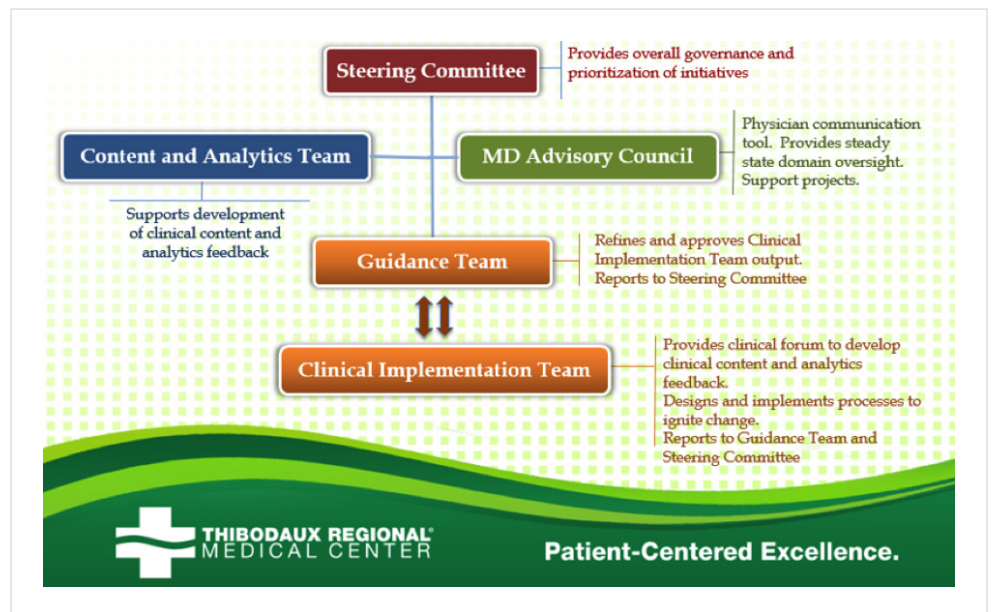 Steering Committee
Provides overall governance and
prioritization of initiatives
Content and Analytics Team
MD Advisory Council
Physician communication
tool. Provides steady
state domain oversight.
Support projects.
Supports development
of clinical content and
analytics feedback
Guidance Team
Refines and approves Clinical
Implementation Team output.
Reports to Steering Committee
Clinical Implementation Team
Provides clinical forum to develop
clinical content and analytics
feedback.
Designs and implements processes to
ignite change.
Reports to Guidance Team and
Steering Committee
THIBODAUX REGIONAL®
MEDICAL CENTER
Patient-Centered Excellence.